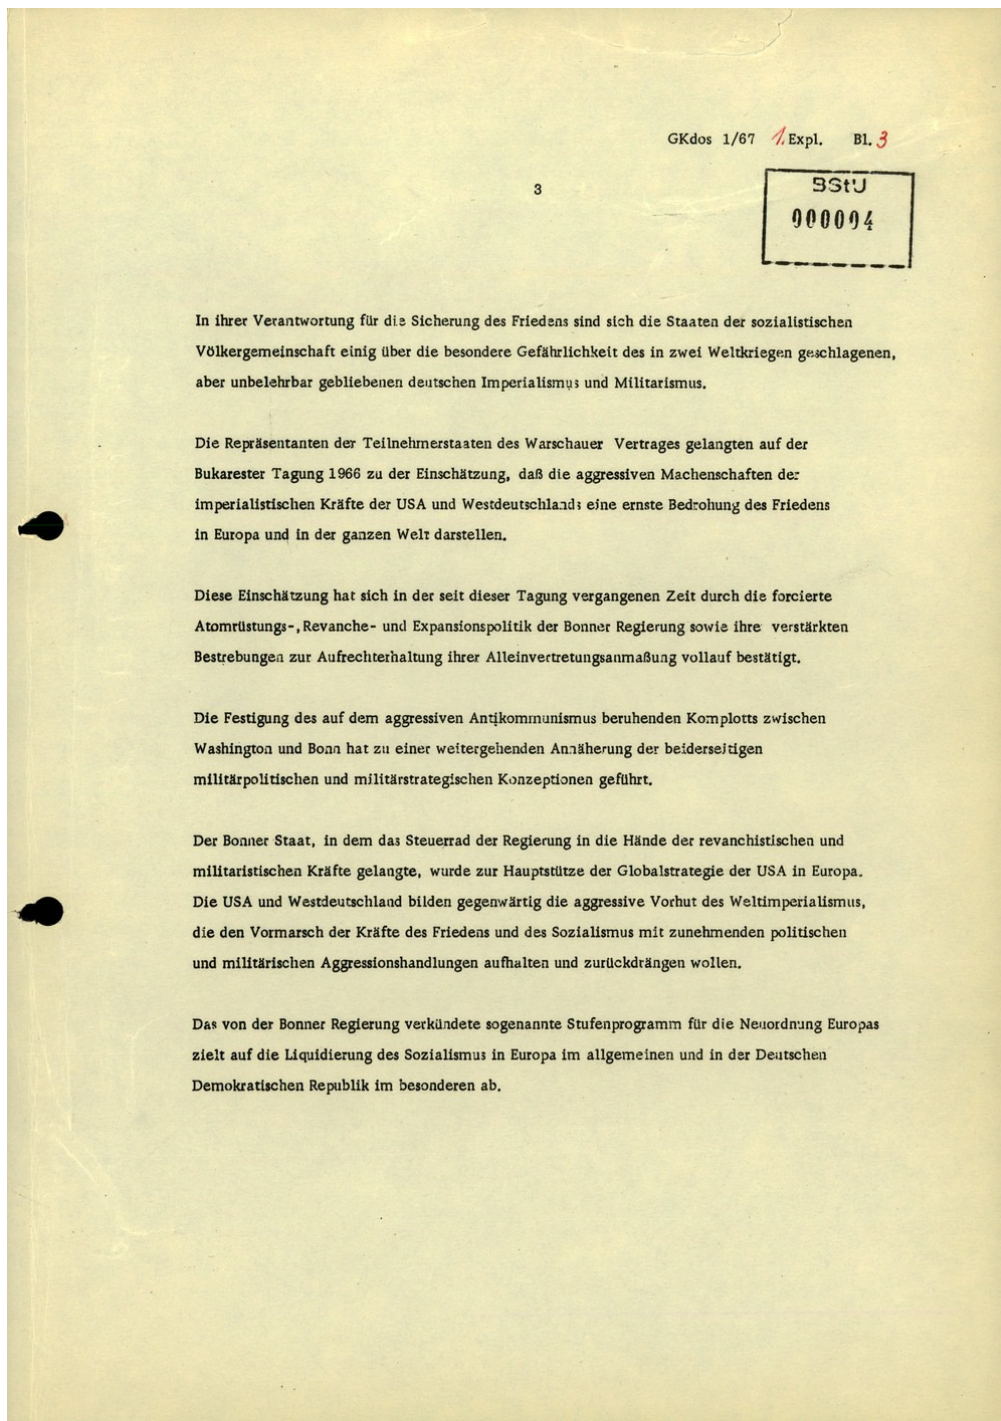 GKdos 1/67 1. Expl. Bl. 3
3
BStU
000004
In ihrer Verantwortung für die Sicherung des Friedens sind sich die Staaten der sozialistischen
Völkergemeinschaft einig über die besondere Gefährlichkeit des in zwei Weltkriegen geschlagenen,
aber unbelehrbar gebliebenen deutschen Imperialismus und Militarismus.
Die Repräsentanten der Teilnehmerstaaten des Warschauer Vertrages gelangten auf der
Bukarester Tagung 1966 zu der Einschätzung, daß die aggressiven Machenschaften der
imperialistischen Kräfte der USA und Westdeutschlands eine ernste Bedrohung des Friedens
in Europa und in der ganzen Welt darstellen.
Diese Einschätzung hat sich in der seit dieser Tagung vergangenen Zeit durch die forcierte
Atomrüstungs-, Revanche- und Expansionspolitik der Bonner Regierung sowie ihre verstärkten
Bestrebungen zur Aufrechterhaltung ihrer Alleinvertretungsanmaßung vollauf bestätigt.
Die Festigung des auf dem aggressiven Antikommunismus beruhenden Komplotts zwischen
Washington und Bonn hat zu einer weitergehenden Annäherung der beiderseitigen
militärpolitischen und militärstrategischen Konzeptionen geführt.
Der Bonner Staat, in dem das Steuerrad der Regierung in die Hände der revanchistischen und
militaristischen Kräfte gelangte, wurde zur Hauptstütze der Globalstrategie der USA in Europa.
Die USA und Westdeutschland bilden gegenwärtig die aggressive Vorhut des Weltimperialismus,
die den Vormarsch der Kräfte des Friedens und des Sozialismus mit zunehmenden politischen
und militärischen Aggressionshandlungen aufhalten und zurückdrängen wollen.
Das von der Bonner Regierung verkündete sogenannte Stufenprogramm für die Neuordnung Europas
zielt auf die Liquidierung des Sozialismus in Europa im allgemeinen und in der Deutschen
Demokratischen Republik im besonderen ab.